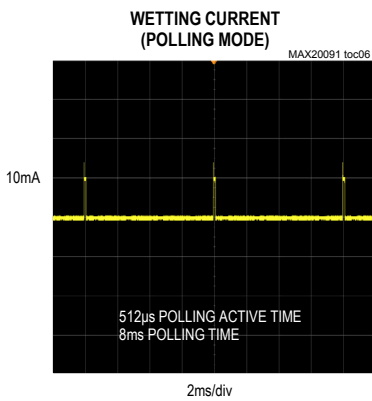 WETTING CURRENT
(POLLING MODE)
MAX20091 toc06
10mA
512µs POLLING ACTIVE TIME
8ms POLLING TIME
2ms/div